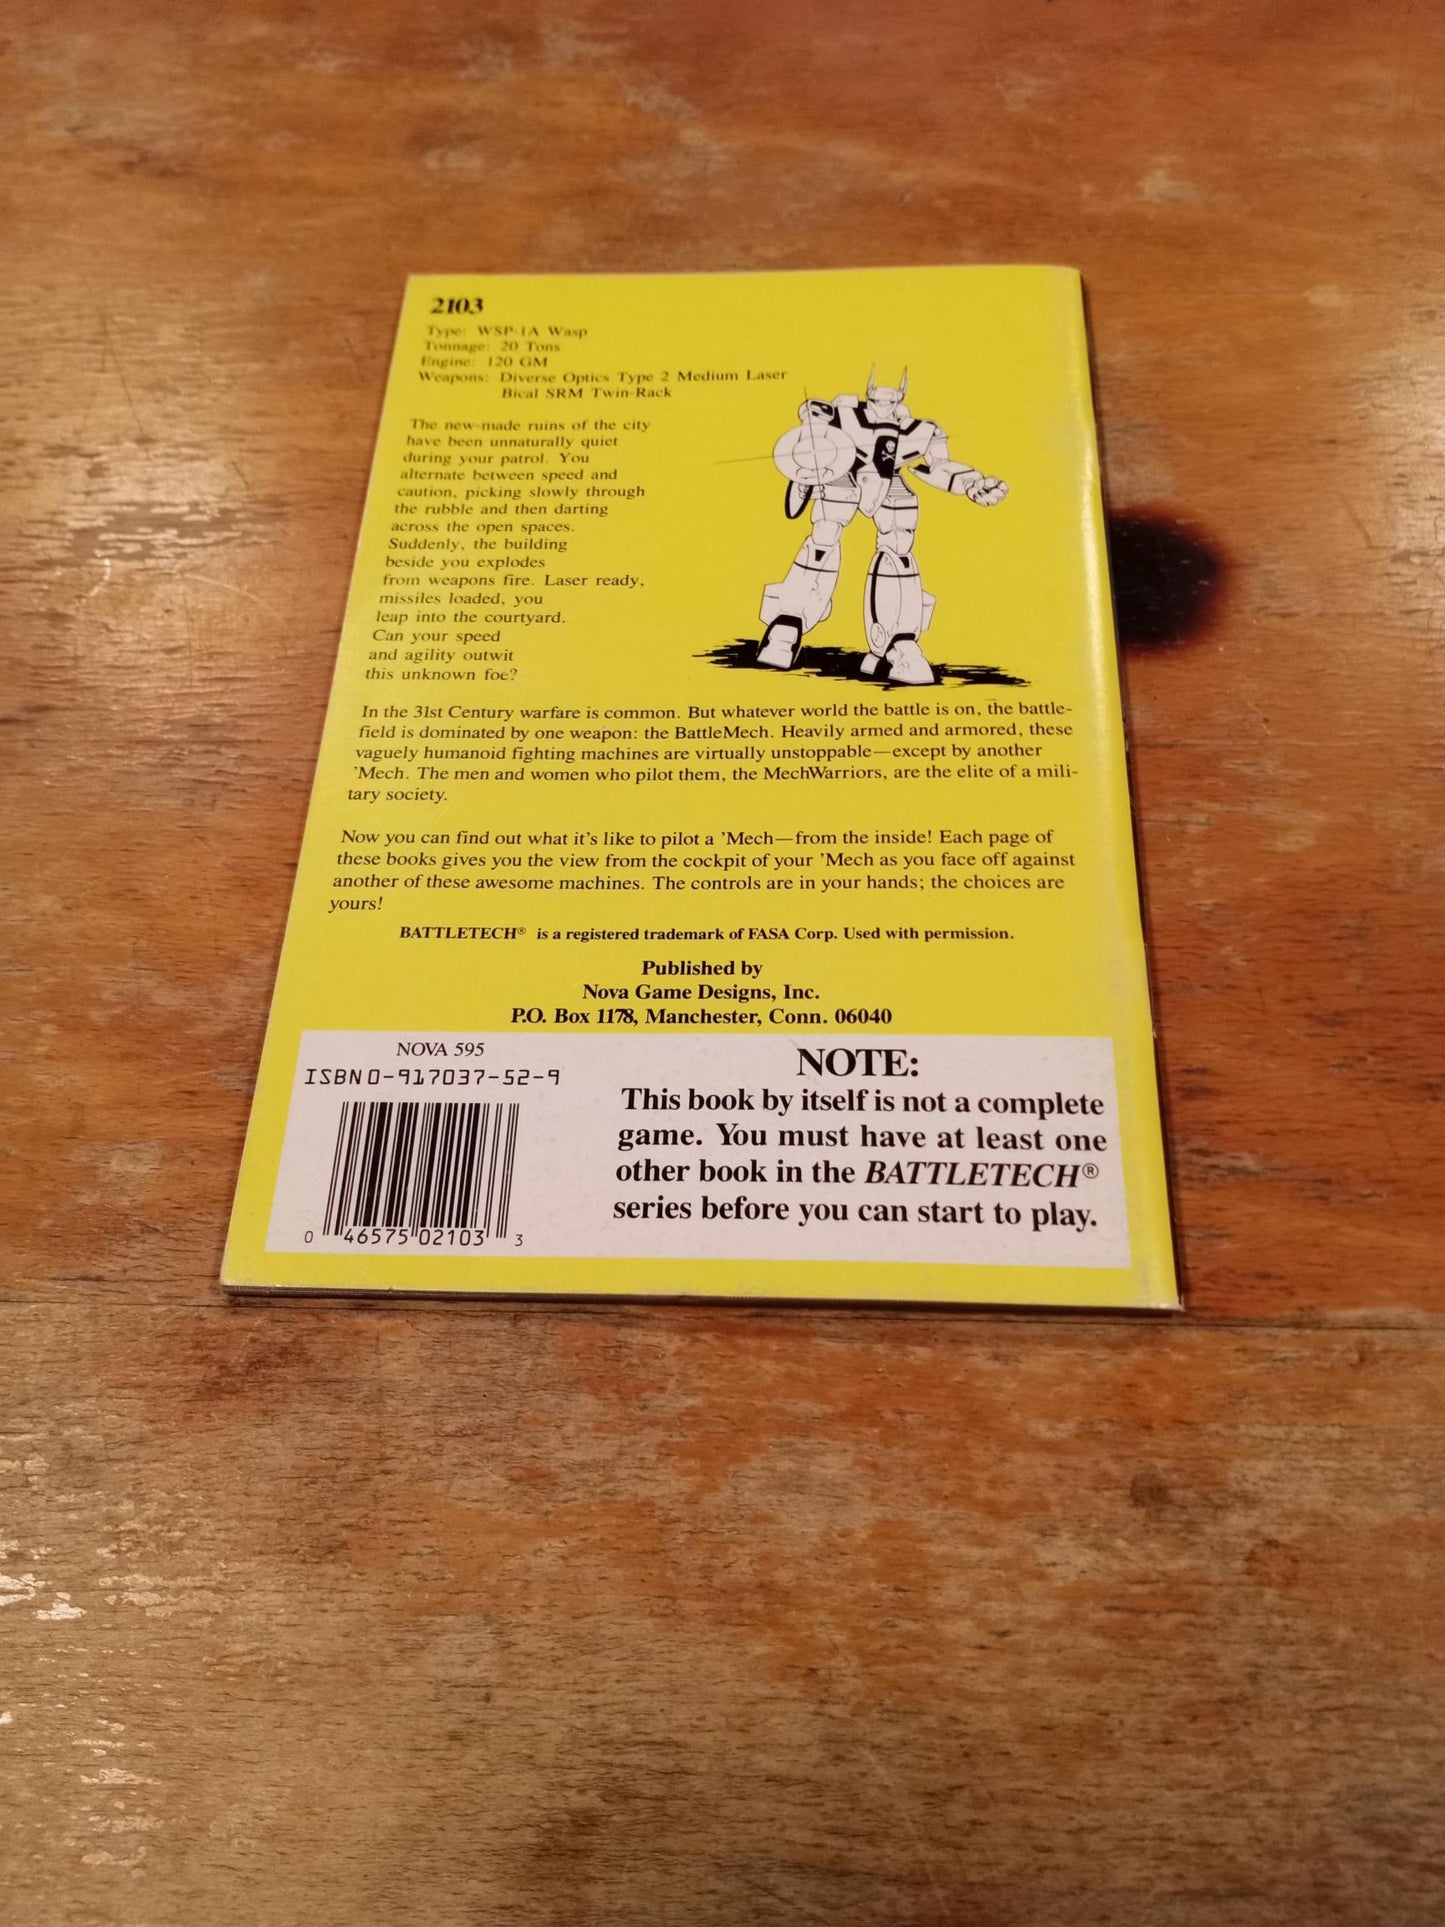 2103
Type: WSP-1A Wasp
Tonnage: 20 Tons
Engine: 120 GM
Weapons: Diverse Optics Type 2 Medium Laser
Bical SRM Twin-Rack
The new-made ruins of the city
have been unnaturally quiet
during your patrol. You
alternate between speed and
caution, picking slowly through
the rubble and then darting
across the open spaces.
Suddenly, the building
beside you explodes
from weapons fire. Laser ready,
missiles loaded, you
leap into the courtyard.
Can your speed
and agility outwit
this unknown foe?
In the 31st Century warfare is common. But whatever world the battle is on, the battle-
field is dominated by one weapon: the BattleMech. Heavily armed and armored, these
vaguely humanoid fighting machines are virtually unstoppable—except by another
'Mech. The men and women who pilot them, the MechWarriors, are the elite of a mili-
tary society.
Now you can find out what it's like to pilot a 'Mech—from the inside! Each page of
these books gives you the view from the cockpit of your 'Mech as you face off against
another of these awesome machines. The controls are in your hands; the choices are
yours!
BATTLETECH® is a registered trademark of FASA Corp. Used with permission.
Published by
Nova Game Designs, Inc.
P.O. Box 1178, Manchester, Conn. 06040
NOVA 595
ISBN 0-917037-52-9
0 46575 02103 3
NOTE:
This book by itself is not a complete
game. You must have at least one
other book in the BATTLETECH®
series before you can start to play.